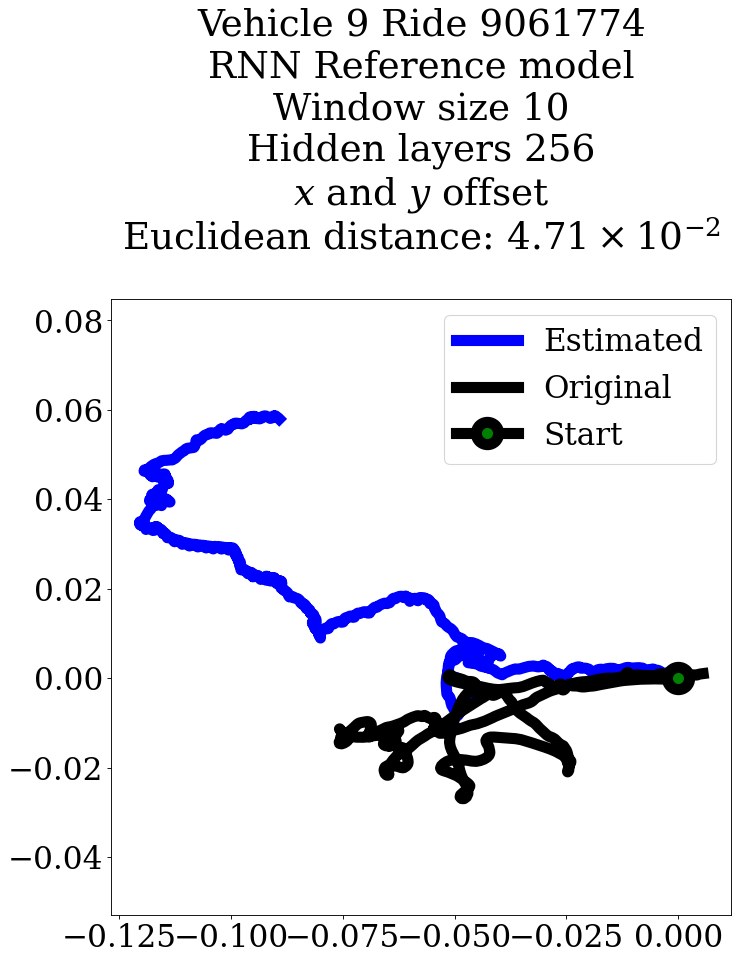 Vehicle 9 Ride 9061774
RNN Reference model
Window size 10
Hidden layers 256
x and y offset
Euclidean distance: 4.71 × 10⁻²
Estimated
Original
Start
0.08
0.06
0.04
0.02
0.00
−0.02
−0.04
−0.125 −0.100 −0.075 −0.050 −0.025 0.000